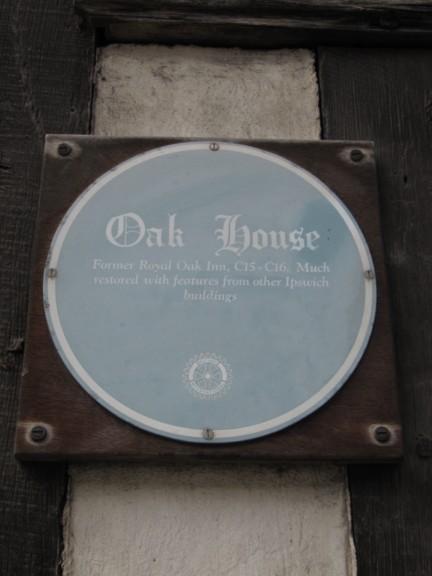 Oak House
Former Royal Oak Inn, C15-C16. Much
restored with features from other Ipswich
buildings